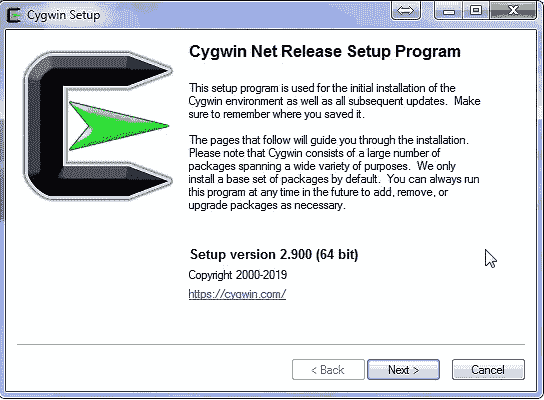 Cygwin Setup
Cygwin Net Release Setup Program
This setup program is used for the initial installation of the
Cygwin environment as well as all subsequent updates.  Make
sure to remember where you saved it.
The pages that follow will guide you through the installation.
Please note that Cygwin consists of a large number of
packages spanning a wide variety of purposes.  We only
install a base set of packages by default.  You can always run
this program at any time in the future to add, remove, or
upgrade packages as necessary.
Setup version 2.900 (64 bit)
Copyright 2000-2019
https://cygwin.com/
< Back
Next >
Cancel